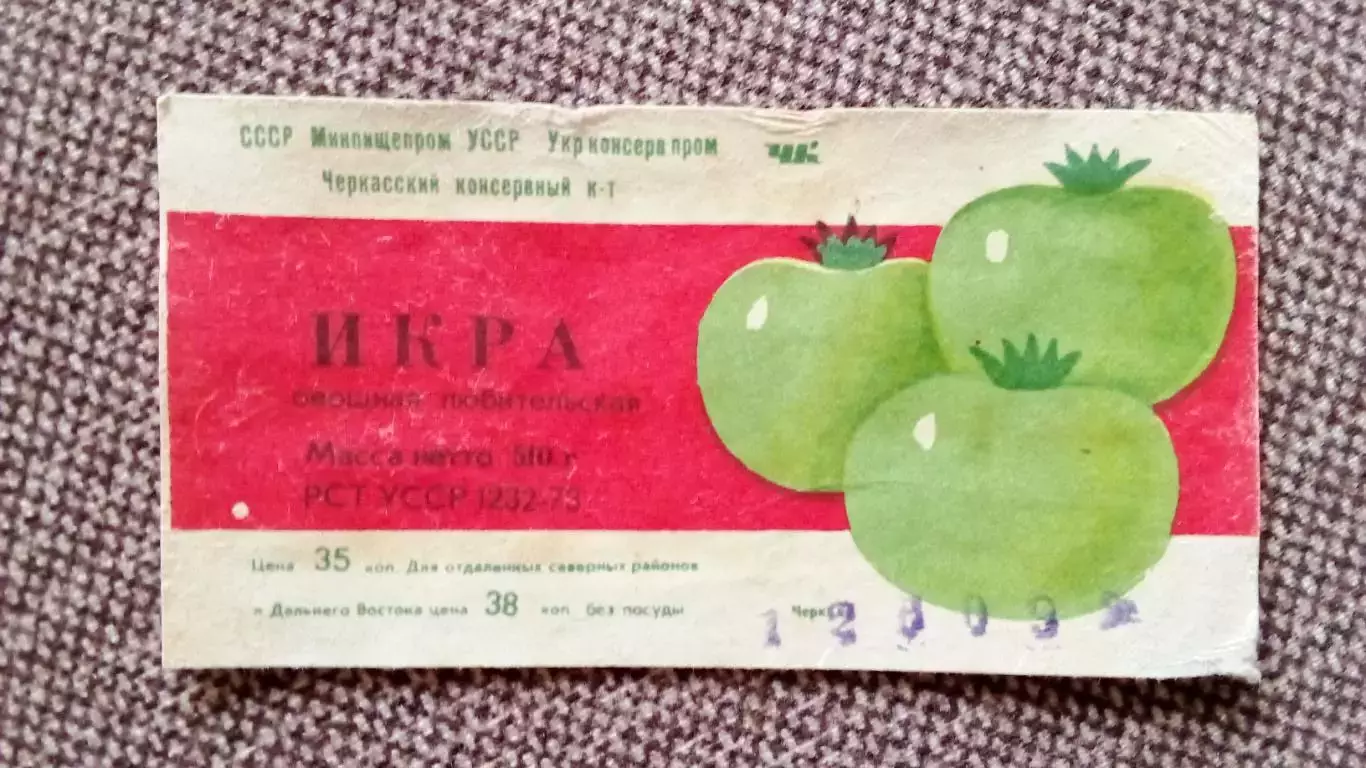 СССР Минпищепром УССР Укрконсервпром ЧК
Черкасский консервный к-т
ИКРА
овощная любительская
Масса нетто 510 г
РСТ УССР 1232-73
Цена 35 коп. Для отдаленных северных районов
и Дальнего Востока цена 38 коп без посуды